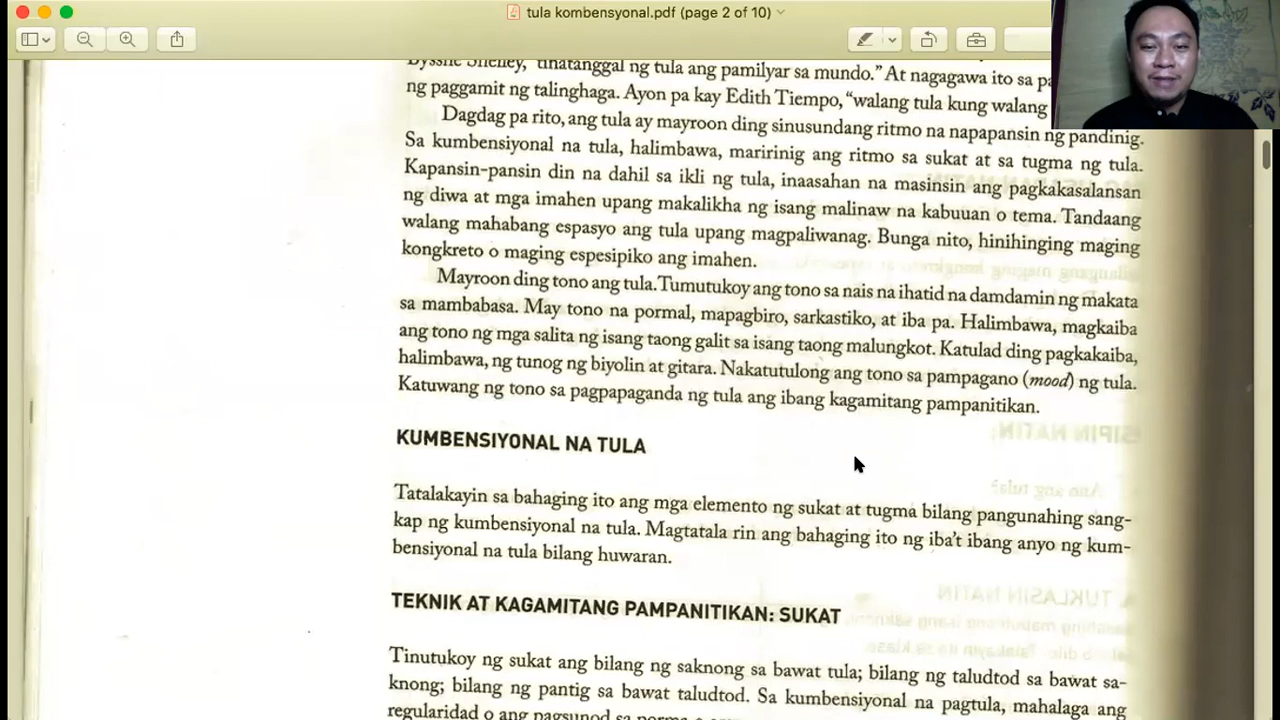 tula kombensyonal.pdf (page 2 of 10)
Bysshe Shelley, "tinatanggal ng tula ang pamilyar sa mundo." At nagagawa ito sa
ng paggamit ng talinghaga. Ayon pa kay Edith Tiempo, "walang tula kung walang
Dagdag pa rito, ang tula ay mayroon ding sinusundang ritmo na napapansin ng pandinig.
Sa kumbensiyonal na tula, halimbawa, maririnig ang ritmo sa sukat at sa tugma ng tula.
Kapansin-pansin din na dahil sa ikli ng tula, inaasahan na masinsin ang pagkakasalansan
ng diwa at mga imahen upang makalikha ng isang malinaw na kabuuan o tema. Tandaang
walang mahabang espasyo ang tula upang magpaliwanag. Bunga nito, hinihinging maging
kongkreto o maging espesipiko ang imahen.
Mayroon ding tono ang tula.Tumutukoy ang tono sa nais na ihatid na damdamin ng makata
sa mambabasa. May tono na pormal, mapagbiro, sarkastiko, at iba pa. Halimbawa, magkaiba
ang tono ng mga salita ng isang taong galit sa isang taong malungkot. Katulad ding pagkakaiba,
halimbawa, ng tunog ng biyolin at gitara. Nakatutulong ang tono sa pampagano (mood) ng tula.
Katuwang ng tono sa pagpapaganda ng tula ang ibang kagamitang pampanitikan.
KUMBENSIYONAL NA TULA
Tatalakayin sa bahaging ito ang mga elemento ng sukat at tugma bilang pangunahing sang-
kap ng kumbensiyonal na tula. Magtatala rin ang bahaging ito ng iba't ibang anyo ng kum-
bensiyonal na tula bilang huwaran.
TEKNIK AT KAGAMITANG PAMPANITIKAN: SUKAT
Tinutukoy ng sukat ang bilang ng saknong sa bawat tula; bilang ng taludtod sa bawat sa-
knong; bilang ng pantig sa bawat taludtod. Sa kumbensiyonal na pagtula, mahalaga ang
regularidad o ang pagsunod sa